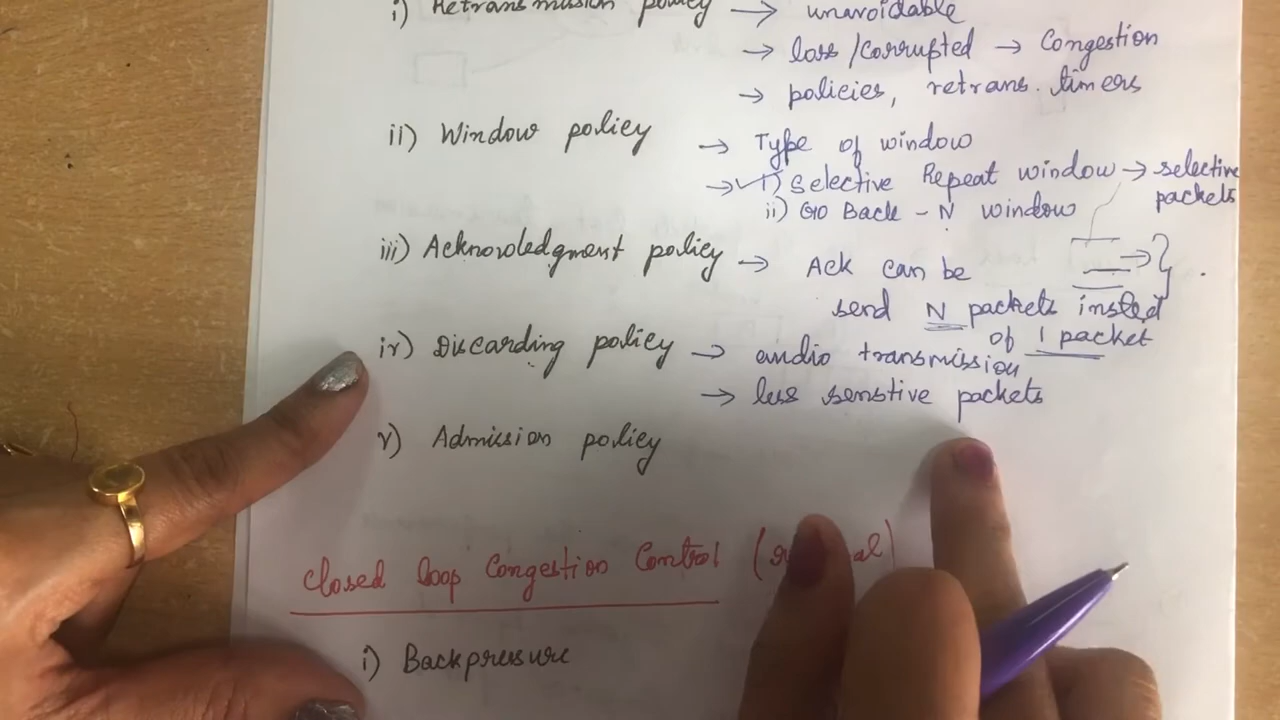 i) Retransmission policy → unavoidable
→ loss/corrupted → Congestion
→ policies, retrans. timers
ii) Window policy → Type of window
→ ✓ i) Selective Repeat window → selective packets
ii) Go Back - N window
iii) Acknowledgment policy → Ack can be
send N packets insted
of 1 packet
iv) Discarding policy → audio transmission
→ less senstive packets
v) Admission policy
Closed loop Congestion Control
i) Backpressure